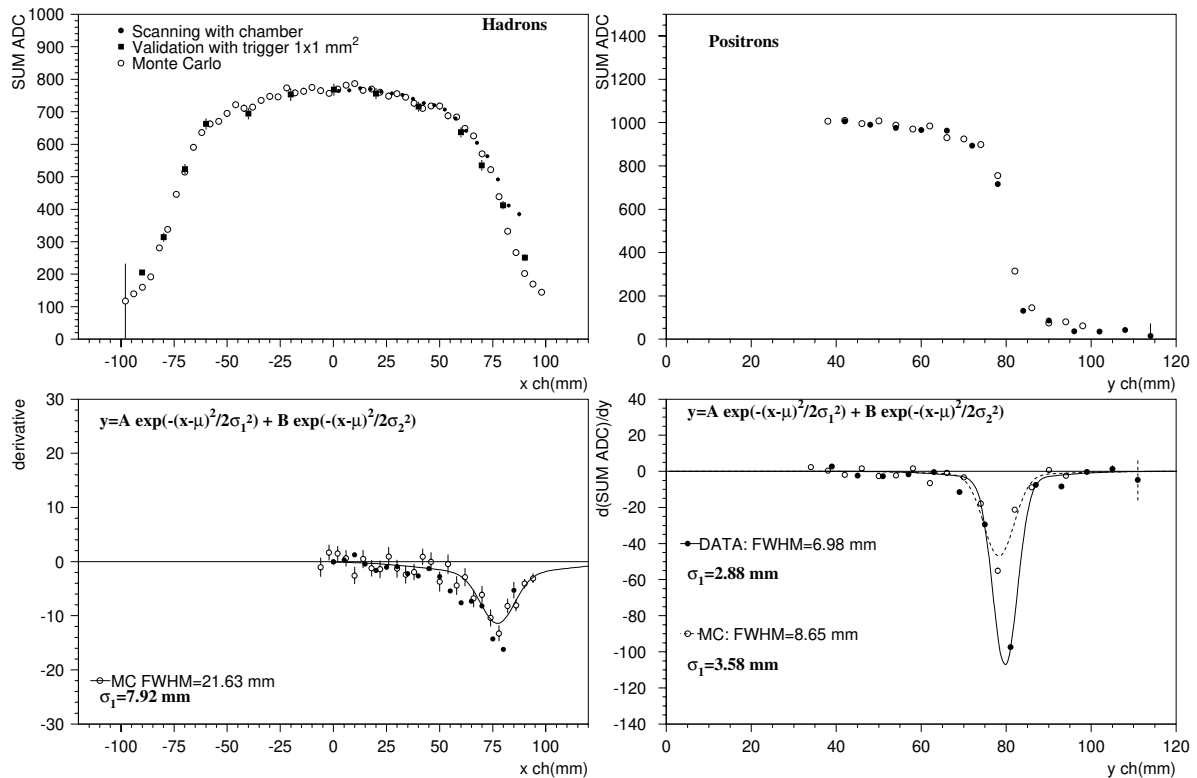 Hadrons
Scanning with chamber
Validation with trigger 1x1 mm²
Monte Carlo
SUM ADC
1000
900
800
700
600
500
400
300
200
100
0
-100 -75 -50 -25 0 25 50 75 100
x ch(mm)
Positrons
SUM ADC
1400
1200
1000
800
600
400
200
0
0 20 40 60 80 100 120
y ch(mm)
y=A exp(-(x-μ)²/2σ₁²) + B exp(-(x-μ)²/2σ₂²)
derivative
30
20
10
0
-10
-20
-30
MC FWHM=21.63 mm
σ₁=7.92 mm
-100 -75 -50 -25 0 25 50 75 100
x ch(mm)
y=A exp(-(x-μ)²/2σ₁²) + B exp(-(x-μ)²/2σ₂²)
d(SUM ADC)/dy
40
20
0
-20
-40
-60
-80
-100
-120
-140
DATA: FWHM=6.98 mm
σ₁=2.88 mm
MC: FWHM=8.65 mm
σ₁=3.58 mm
0 20 40 60 80 100 120
y ch(mm)